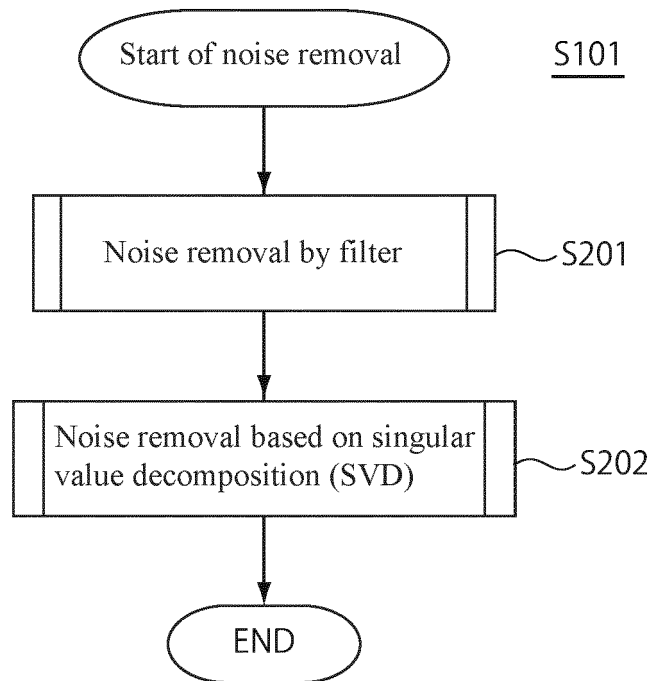 Start of noise removal
S101
Noise removal by filter
S201
Noise removal based on singular
value decomposition (SVD)
S202
END